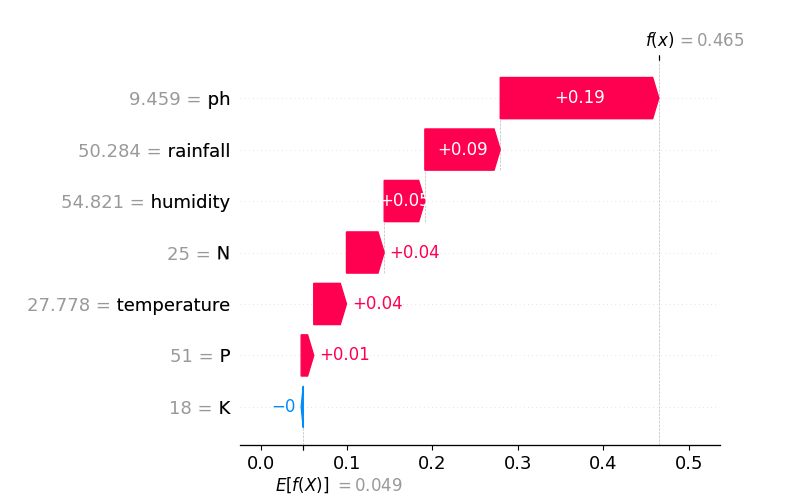 f(x) = 0.465
9.459 = ph
+0.19
50.284 = rainfall
+0.09
54.821 = humidity
+0.05
25 = N
+0.04
27.778 = temperature
+0.04
51 = P
+0.01
18 = K
−0
0.0 0.1 0.2 0.3 0.4 0.5
E[f(X)] = 0.049